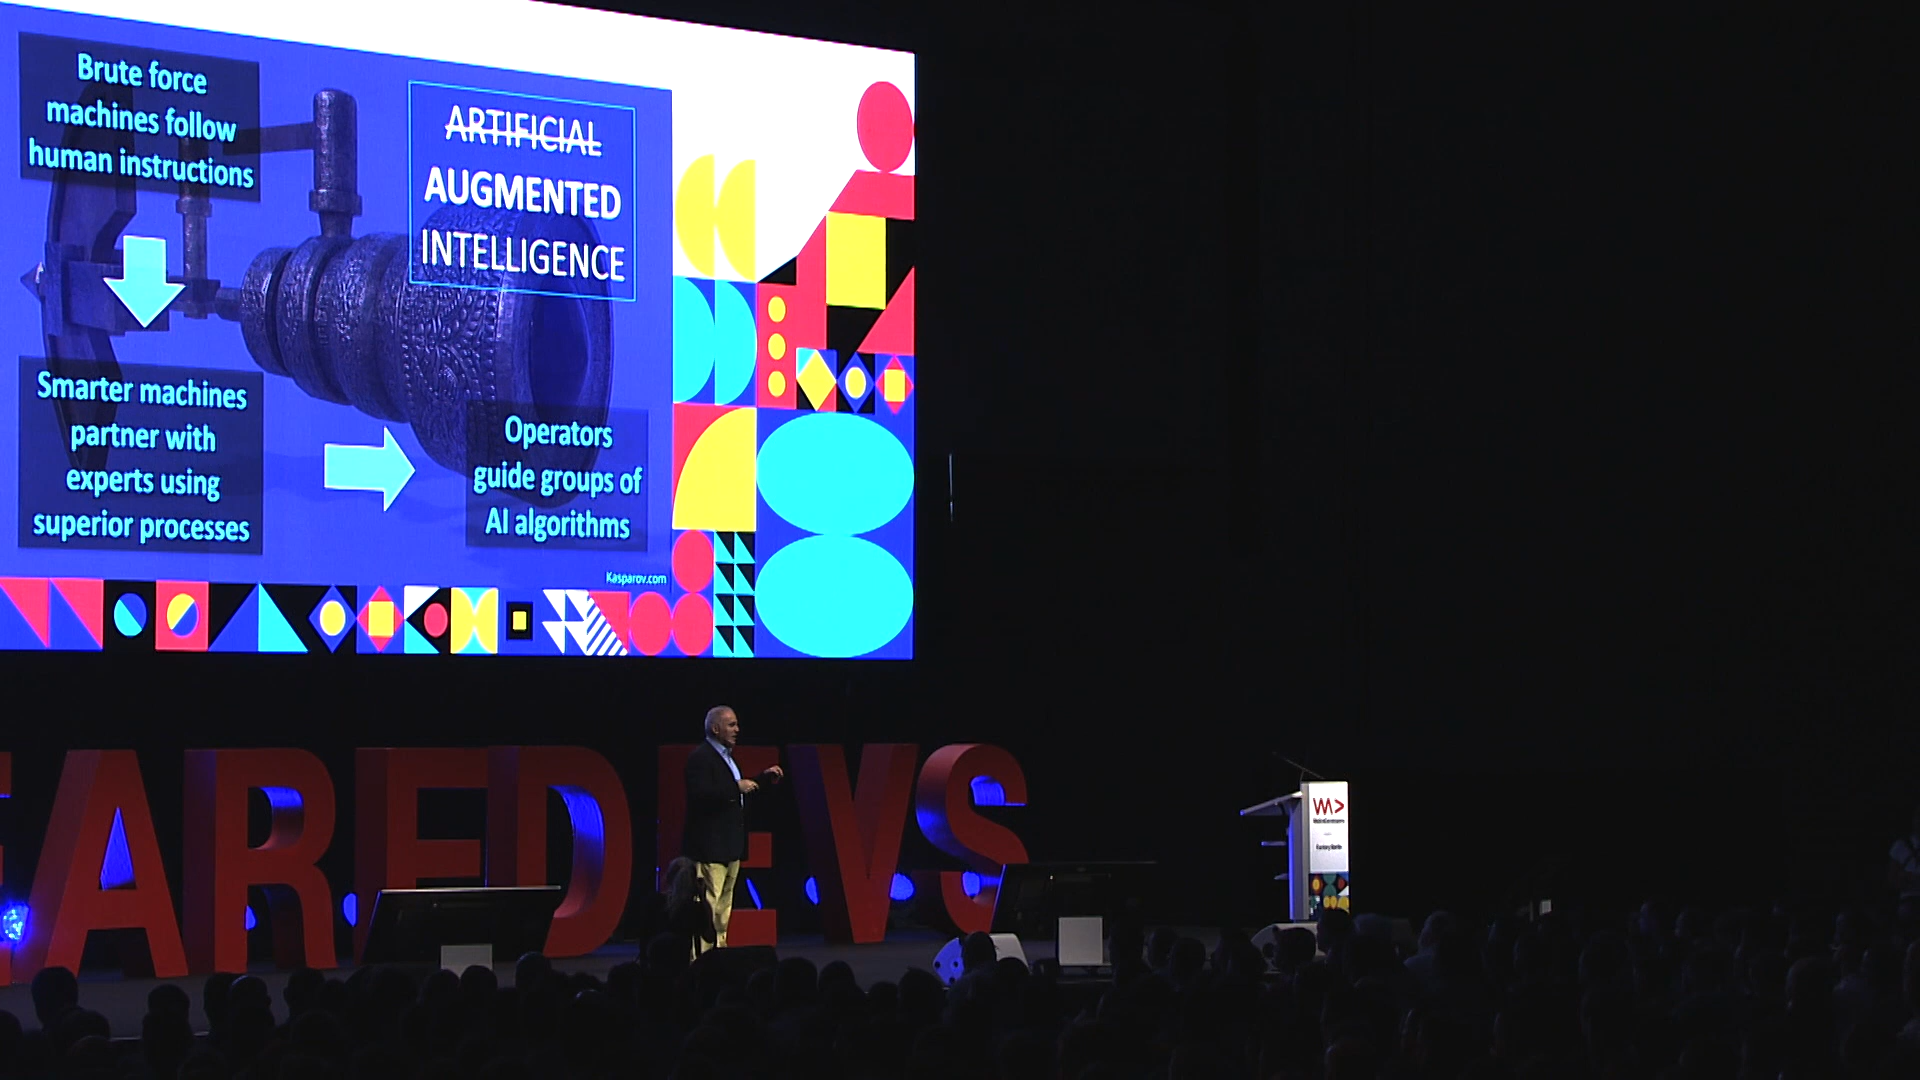 Brute force
machines follow
human instructions
ARTIFICIAL
AUGMENTED
INTELLIGENCE
Smarter machines
partner with
experts using
superior processes
Operators
guide groups of
AI algorithms
Kasparov.com
EAREDEVS